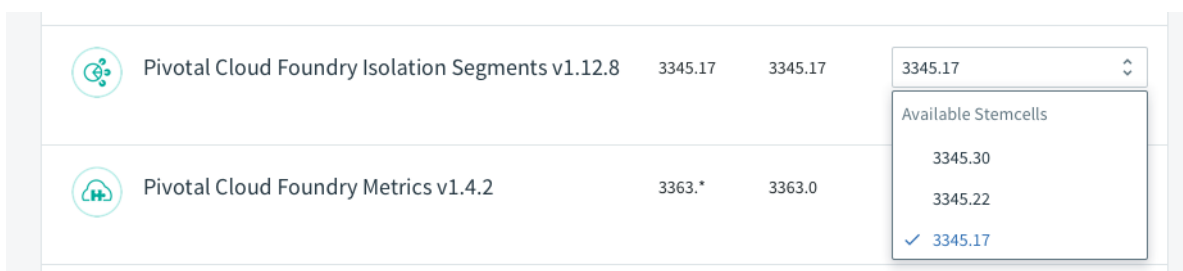 Pivotal Cloud Foundry Isolation Segments v1.12.8 3345.17 3345.17 3345.17
Available Stemcells
3345.30
Pivotal Cloud Foundry Metrics v1.4.2 3363.* 3363.0
3345.22
3345.17